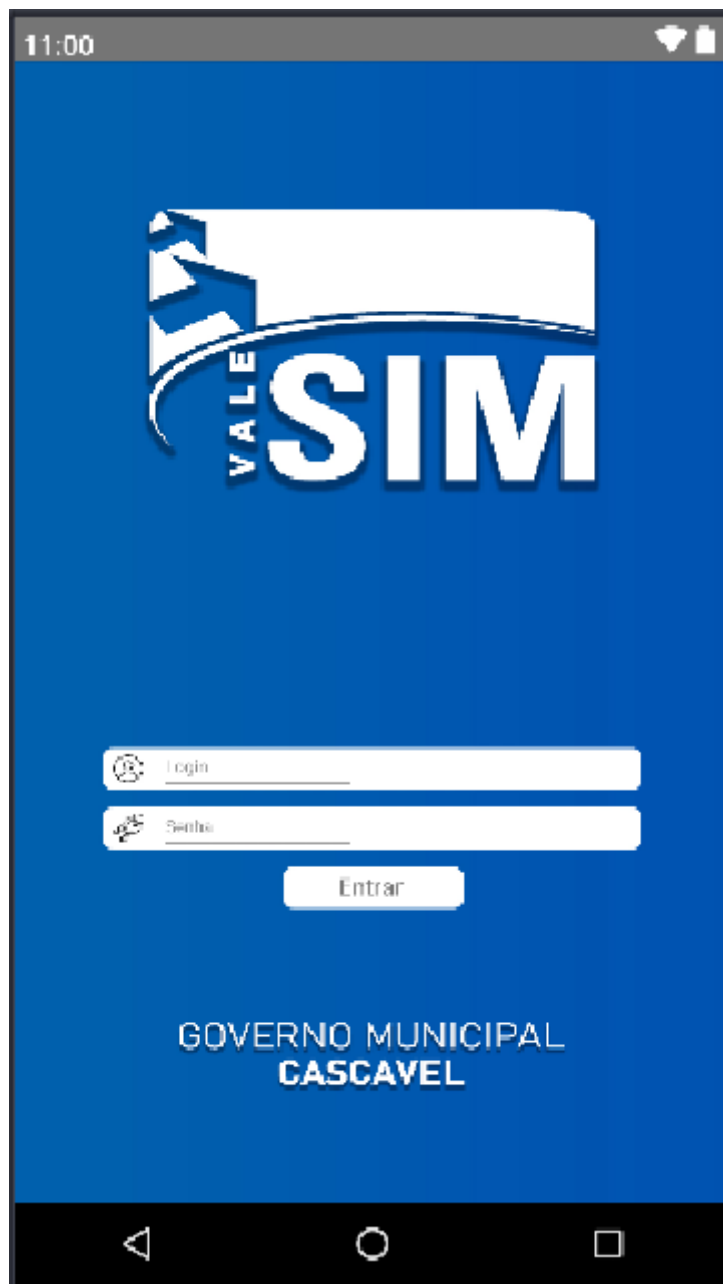 11:00
VALE
SIM
Login
Senha
Entrar
GOVERNO MUNICIPAL
CASCAVEL